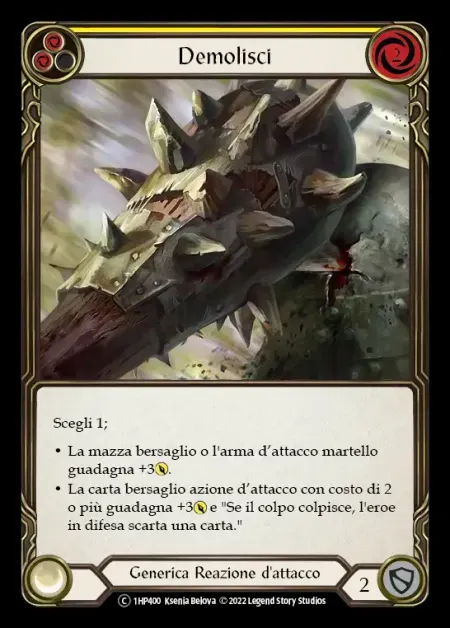 Demolisci
2
Scegli 1;
• La mazza bersaglio o l'arma d'attacco martello
guadagna +3.
• La carta bersaglio azione d'attacco con costo di 2
o più guadagna +3 e "Se il colpo colpisce, l'eroe
in difesa scarta una carta."
Generica Reazione d'attacco
2
C 1HP400 Ksenia Belova © 2022 Legend Story Studios